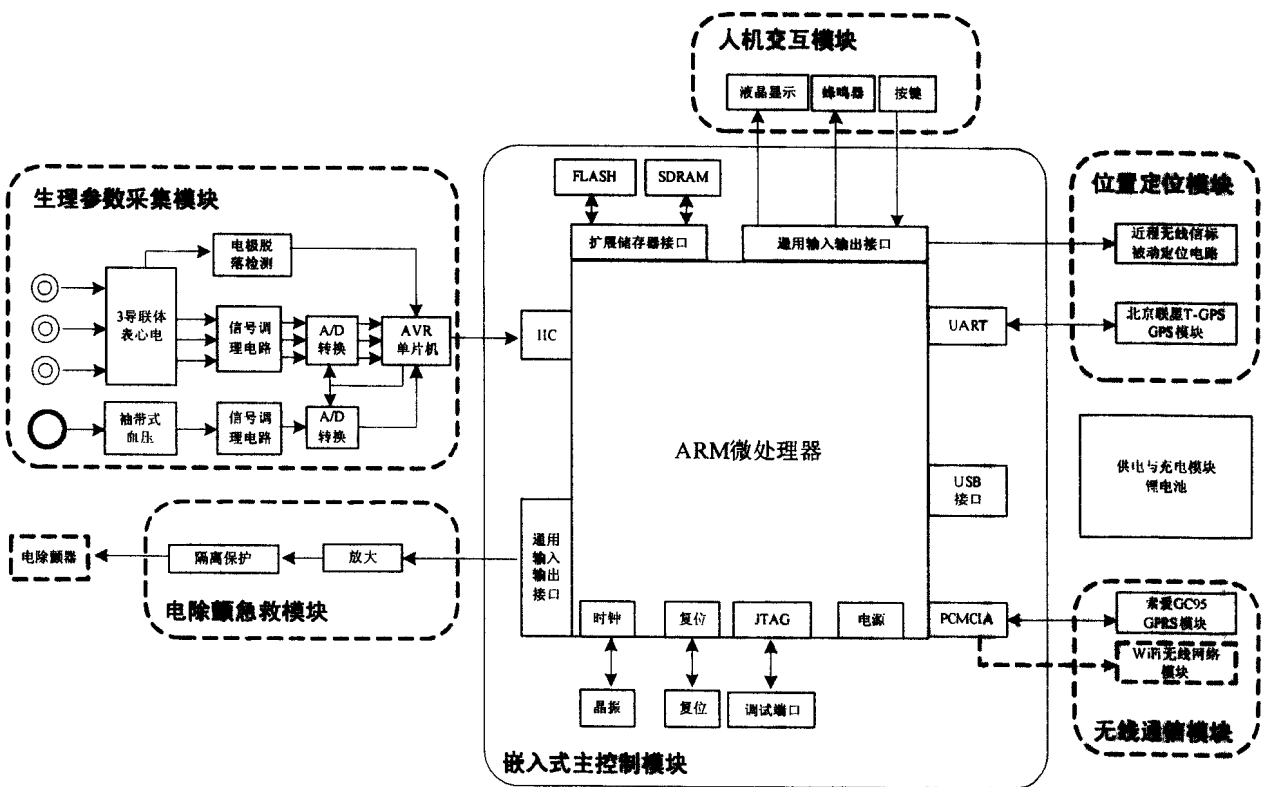 人机交互模块
液晶显示
蜂鸣器
按键
生理参数采集模块
电极脱
落检测
3导联体
表心电
信号调
理电路
A/D
转换
AVR
单片机
袖带式
血压
信号调
理电路
A/D
转换
电除颤器
隔离保护
放大
电除颤急救模块
FLASH
SDRAM
扩展储存器接口
通用输入输出接口
IIC
UART
ARM微处理器
USB
接口
通用
输入
输出
接口
时钟
复位
JTAG
电源
PCMCIA
晶振
复位
调试端口
嵌入式主控制模块
位置定位模块
近程无线信标
被动定位电路
北京联星T-GPS
GPS模块
供电与充电模块
锂电池
索爱GC95
GPRS模块
WiFi无线网络
模块
无线通信模块